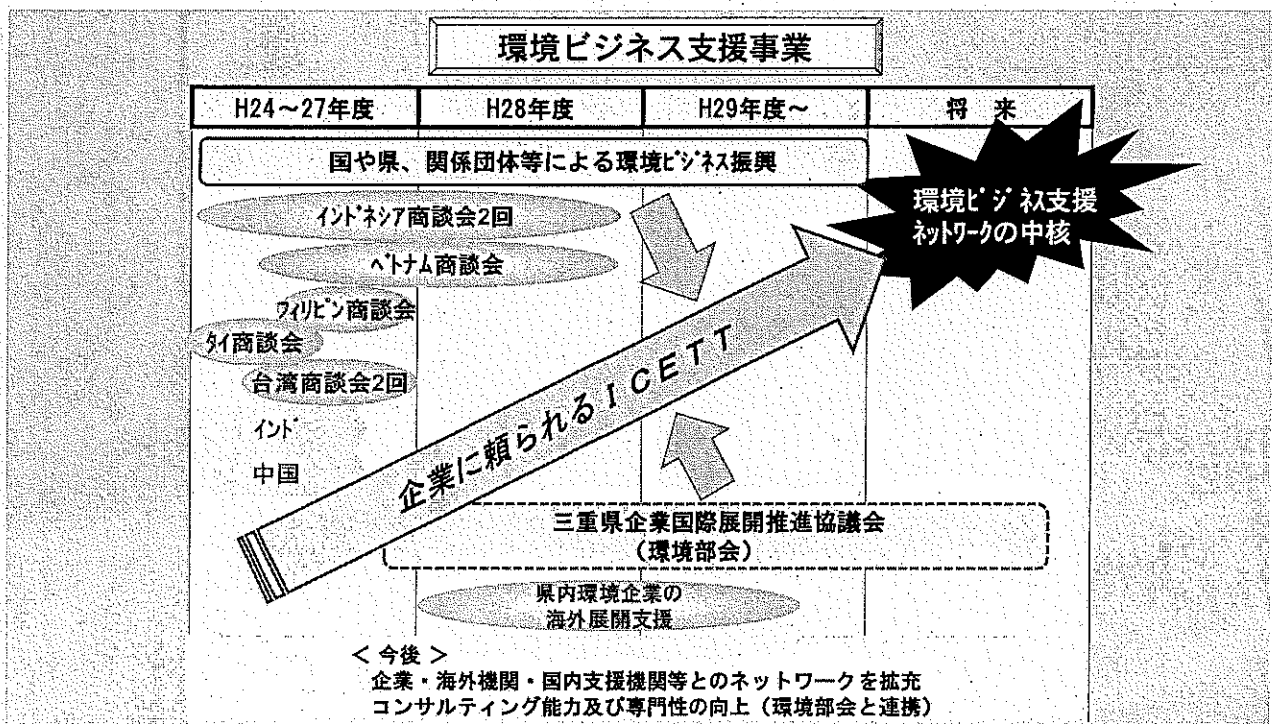 環境ビジネス支援事業
H24～27年度
H28年度
H29年度～
将　来
国や県、関係団体等による環境ﾋﾞｼﾞﾈｽ振興
環境ﾋﾞｼﾞﾈｽ支援
ﾈｯﾄﾜｰｸの中核
ｲﾝﾄﾞﾈｼｱ商談会2回
ﾍﾞﾄﾅﾑ商談会
ﾌｨﾘﾋﾟﾝ商談会
ﾀｲ商談会
台湾商談会2回
ｲﾝﾄﾞ
中国
企業に頼られるＩＣＥＴＴ
三重県企業国際展開推進協議会
（環境部会）
県内環境企業の
海外展開支援
＜ 今後 ＞
企業・海外機関・国内支援機関等とのネットワークを拡充
コンサルティング能力及び専門性の向上（環境部会と連携）